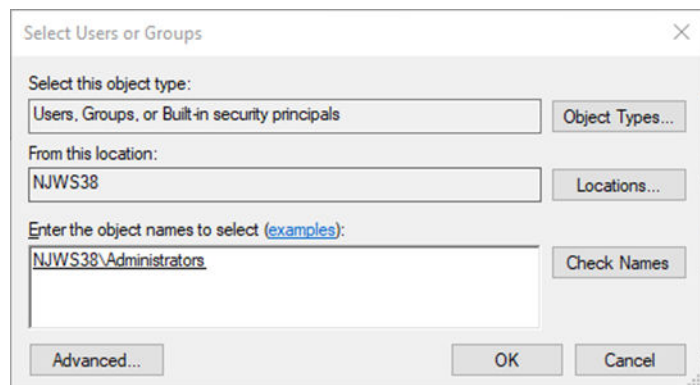 Select Users or Groups
Select this object type:
Users, Groups, or Built-in security principals
Object Types...
From this location:
NJWS38
Locations...
Enter the object names to select (examples):
NJWS38\Administrators
Check Names
Advanced...
OK
Cancel